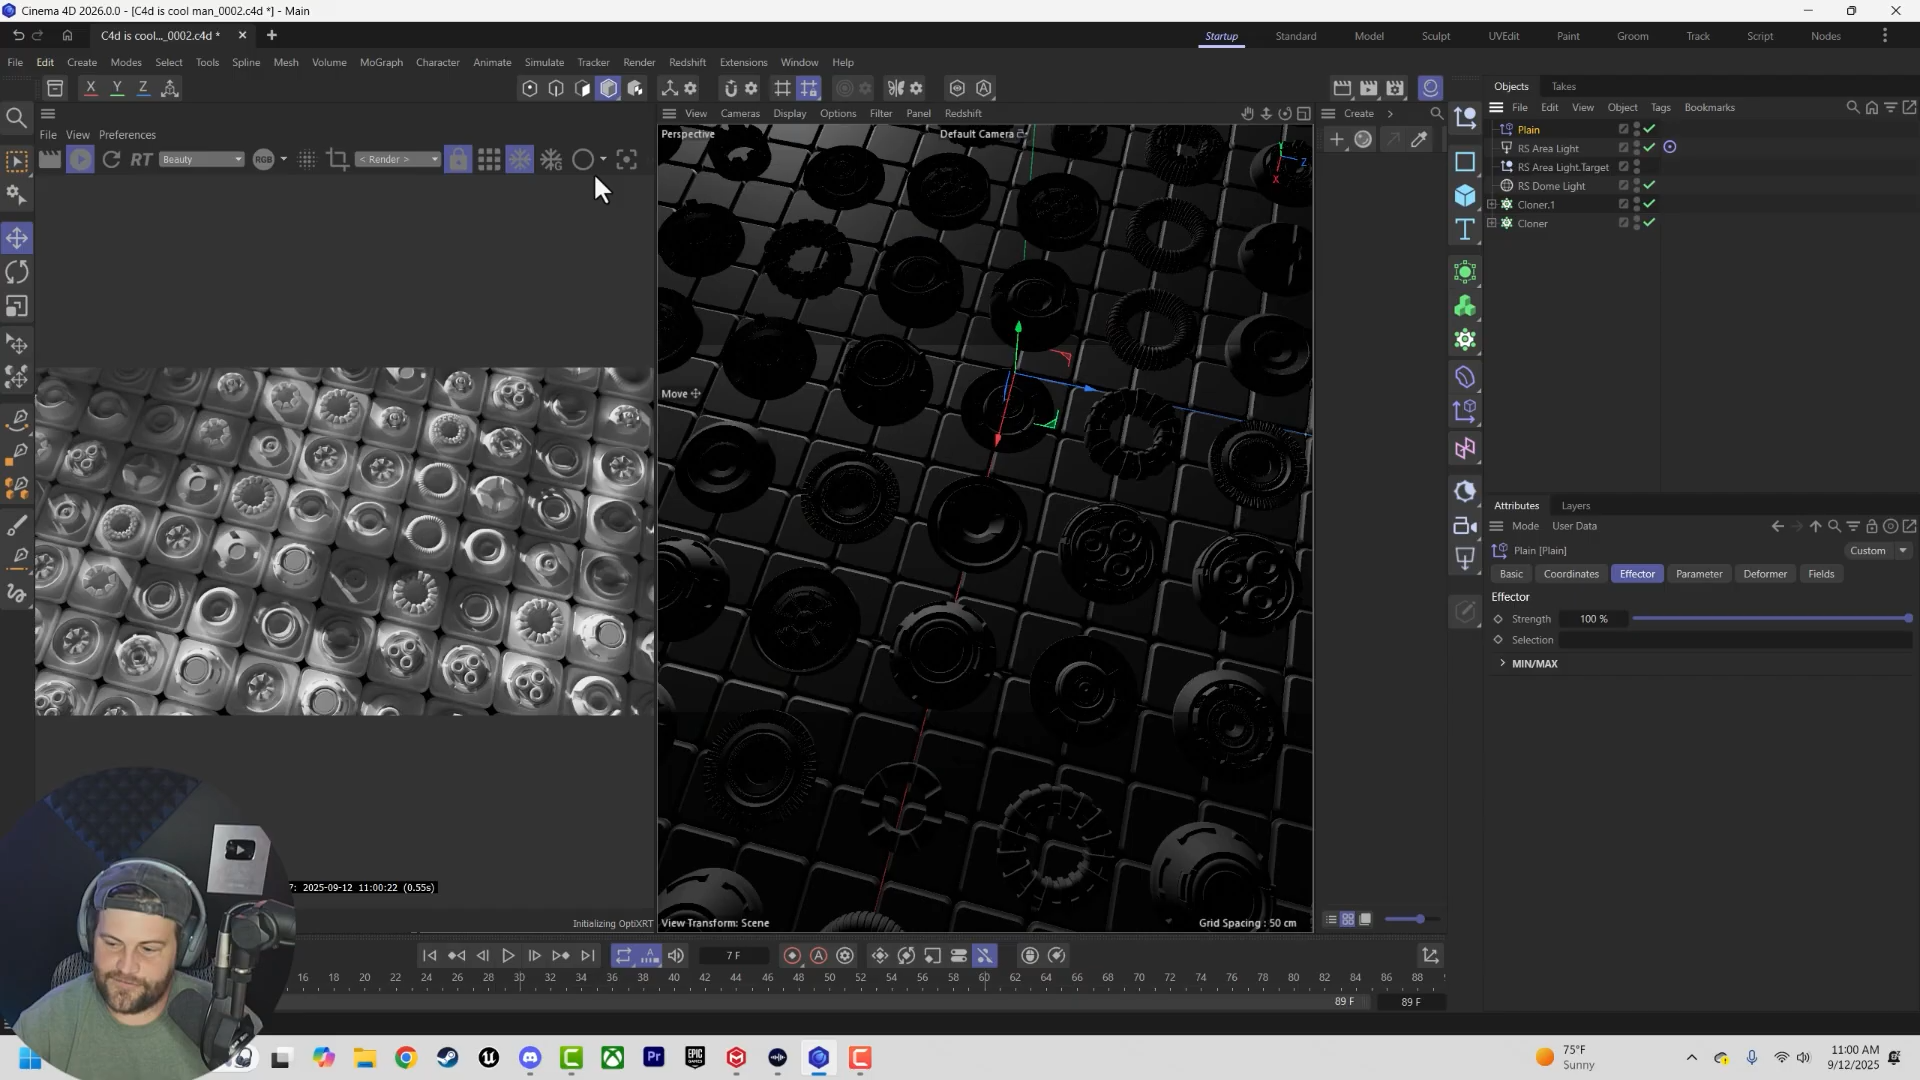 Cinema 4D 2026.0.0 - [C4d is cool man_0002.c4d *] - Main
C4d is cool..._0002.c4d *
Startup
Standard
Model
Sculpt
UVEdit
Paint
Groom
Track
Script
Nodes
File
Edit
Create
Modes
Select
Tools
Spline
Mesh
Volume
MoGraph
Character
Animate
Simulate
Tracker
Render
Redshift
Extensions
Window
Help
X
Y
Z
Objects
Takes
File
Edit
View
Object
Tags
Bookmarks
View
Cameras
Display
Options
Filter
Panel
Redshift
Create
File
View
Preferences
RT
Beauty
RGB
< Render >
Perspective
Default Camera
Y
Z
X
Plain
RS Area Light
RS Area Light.Target
RS Dome Light
Cloner.1
Cloner
Move
Attributes
Layers
Mode
User Data
Plain [Plain]
Custom
Basic
Coordinates
Effector
Parameter
Deformer
Fields
Effector
Strength
100 %
Selection
MIN/MAX
7: 2025-09-12 11:00:22 (0.55s)
Initializing OptiXRT
View Transform: Scene
Grid Spacing : 50 cm
7 F
16 18 20 22 24 26 28 30 32 34 36 38 40 42 44 46 48 50 52 54 56 58 60 62 64 66 68 70 72 74 76 78 80 82 84 86 88
89 F
89 F
75°F
Sunny
11:00 AM
9/12/2025